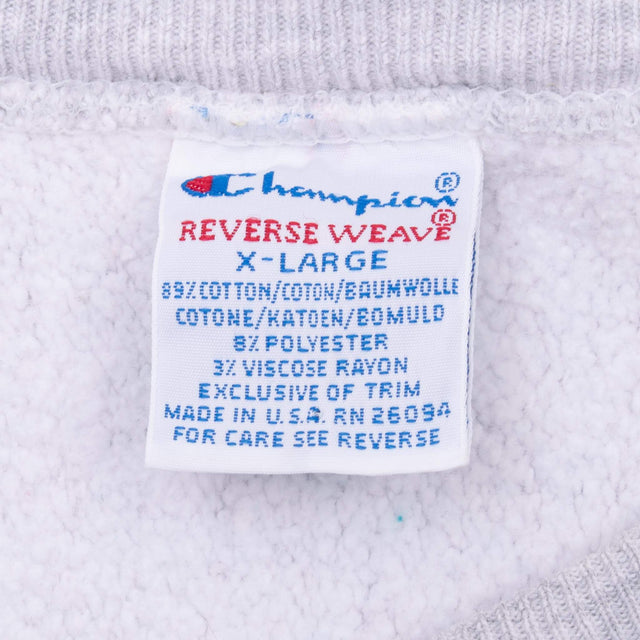 Champion®
REVERSE WEAVE®
X-LARGE
89% COTTON/COTON/BAUMWOLLE
COTONE/KATOEN/BOMULD
8% POLYESTER
3% VISCOSE RAYON
EXCLUSIVE OF TRIM
MADE IN U.S.A. RN 26094
FOR CARE SEE REVERSE